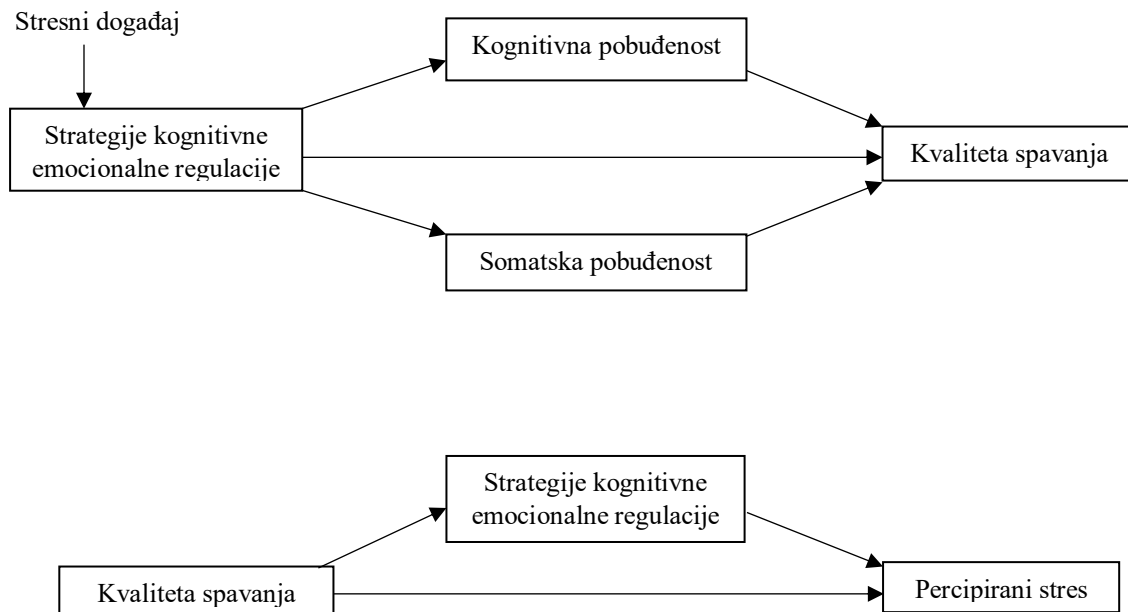 Stresni događaj
Kognitivna pobuđenost
Strategije kognitivne
emocionalne regulacije
Kvaliteta spavanja
Somatska pobuđenost
Strategije kognitivne
emocionalne regulacije
Kvaliteta spavanja
Percipirani stres